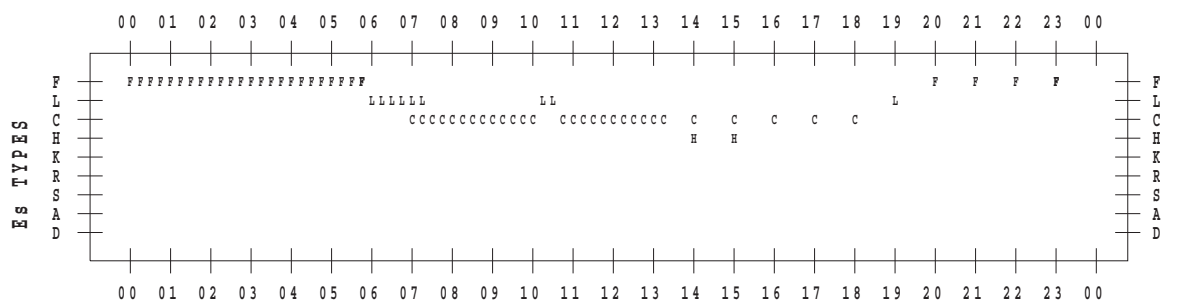 00 01 02 03 04 05 06 07 08 09 10 11 12 13 14 15 16 17 18 19 20 21 22 23 00
Es TYPES
F FFFFFFFFFFFFFFFFFFFFFFFF F F F F F
L LLLLLL LL L L
C CCCCCCCCCCCCC CCCCCCCCCCC C C C C C C
H H H H
K K
R R
S S
A A
D D
00 01 02 03 04 05 06 07 08 09 10 11 12 13 14 15 16 17 18 19 20 21 22 23 00